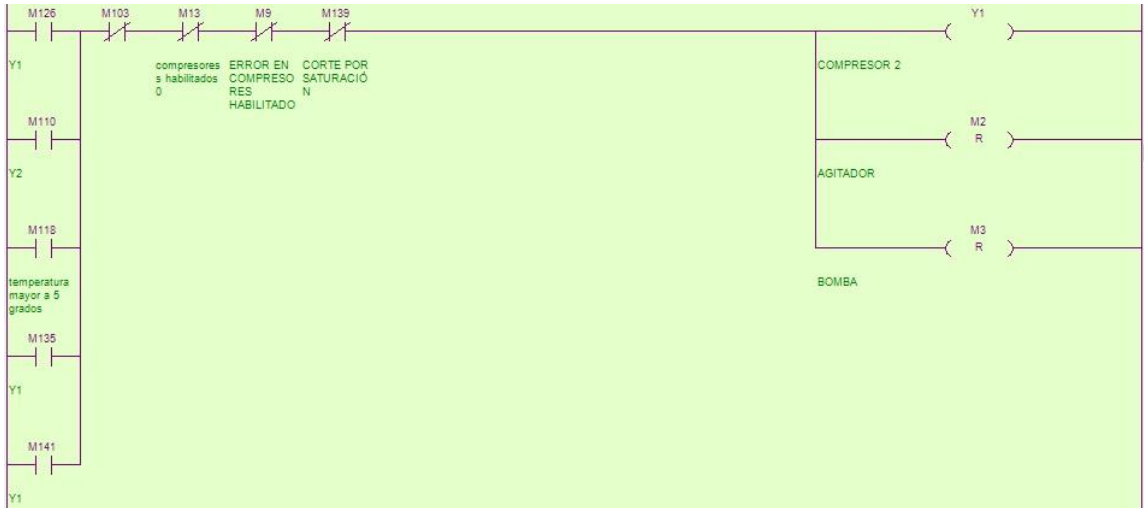 M126 M103 M13 M9 M139 Y1
Y1 compresores ERROR EN CORTE POR COMPRESOR 2
s habilitados COMPRESO SATURACIÓ
0 RES N
HABILITADO
M110 M2
R
Y2 AGITADOR
M118 M3
R
temperatura BOMBA
mayor a 5
grados
M135
Y1
M141
Y1